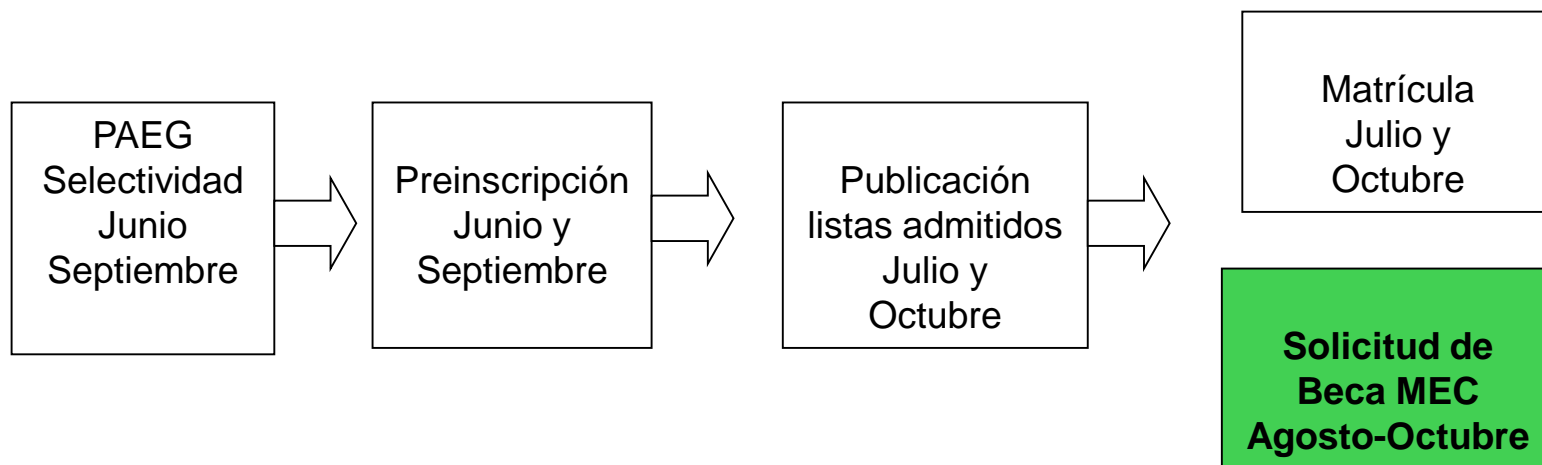 PAEG
Selectividad
Junio
Septiembre
Preinscripción
Junio y
Septiembre
Publicación
listas admitidos
Julio y
Octubre
Matrícula
Julio y
Octubre
Solicitud de
Beca MEC
Agosto-Octubre